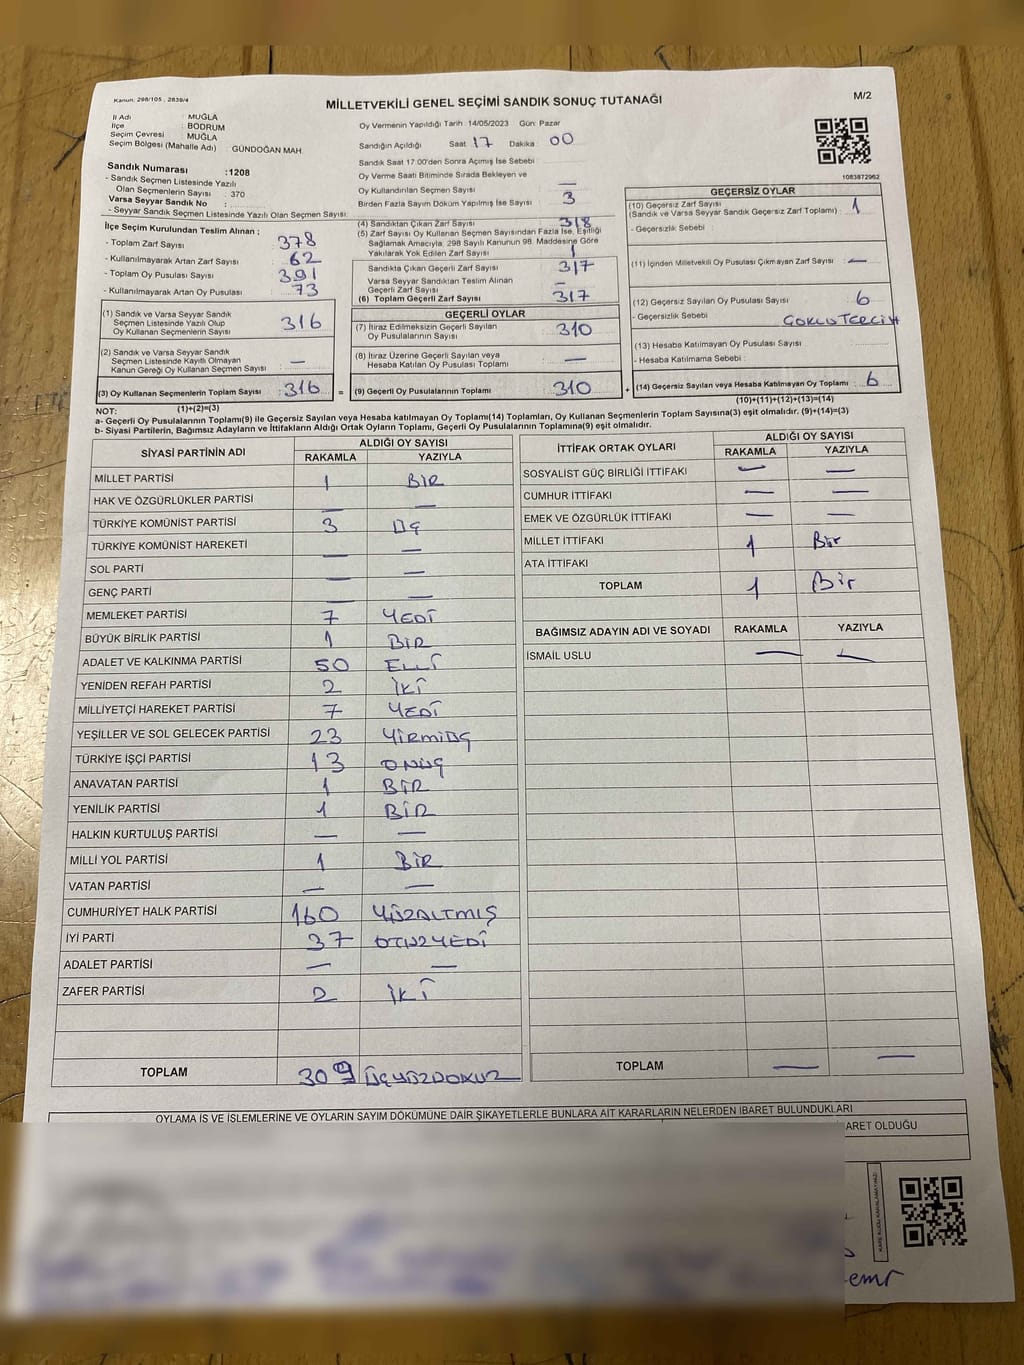 Kanun: 298/105 ; 2839/4
MİLLETVEKİLİ GENEL SEÇİMİ SANDIK SONUÇ TUTANAĞI
M/2
İl Adı : MUĞLA
İlçe : BODRUM
Seçim Çevresi : MUĞLA
Seçim Bölgesi (Mahalle Adı) : GÜNDOĞAN MAH.
Oy Vermenin Yapıldığı Tarih : 14/05/2023 Gün: Pazar
Sandığın Açıldığı Saat 17 Dakika 00
Sandık Saat 17:00'den Sonra Açımış İse Sebebi
Oy Verme Saati Bitiminde Sırada Bekleyen ve
Oy Kullandırılan Seçmen Sayısı —
Birden Fazla Sayım Döküm Yapılmış İse Sayısı 3
1083872962
Sandık Numarası :1208
- Sandık Seçmen Listesinde Yazılı
Olan Seçmenlerin Sayısı : 370
Varsa Seyyar Sandık No :
- Seyyar Sandık Seçmen Listesinde Yazılı Olan Seçmen Sayısı:
İlçe Seçim Kurulundan Teslim Alınan ;
- Toplam Zarf Sayısı : 378
- Kullanılmayarak Artan Zarf Sayısı : 62
- Toplam Oy Pusulası Sayısı : 391
- Kullanılmayarak Artan Oy Pusulası : 73
(1) Sandık ve Varsa Seyyar Sandık
Seçmen Listesinde Yazılı Olup
Oy Kullanan Seçmenlerin Sayısı : 316
(2) Sandık ve Varsa Seyyar Sandık
Seçmen Listesinde Kayıtlı Olmayan
Kanun Gereği Oy Kullanan Seçmen Sayısı : —
(3) Oy Kullanan Seçmenlerin Toplam Sayısı : 316 =
(1)+(2)=(3)
(4) Sandıktan Çıkan Zarf Sayısı 318
(5) Zarf Sayısı Oy Kullanan Seçmen Sayısından Fazla İse, Eşitliği
Sağlamak Amacıyla, 298 Sayılı Kanunun 98. Maddesine Göre
Yakılarak Yok Edilen Zarf Sayısı 1
Sandıkta Çıkan Geçerli Zarf Sayısı 317
Varsa Seyyar Sandıktan Teslim Alınan
Geçerli Zarf Sayısı —
(6) Toplam Geçerli Zarf Sayısı 317
GEÇERLİ OYLAR
(7) İtiraz Edilmeksizin Geçerli Sayılan
Oy Pusulalarının Sayısı : 310
(8) İtiraz Üzerine Geçerli Sayılan veya
Hesaba Katılan Oy Pusulaları Toplamı : —
(9) Geçerli Oy Pusulalarının Toplamı : 310 +
GEÇERSİZ OYLAR
(10) Geçersiz Zarf Sayısı : 1
(Sandık ve Varsa Seyyar Sandık Geçersiz Zarf Toplamı)
- Geçersizlik Sebebi :
(11) İçinden Milletvekili Oy Pusulası Çıkmayan Zarf Sayısı : —
(12) Geçersiz Sayılan Oy Pusulası Sayısı : 6
- Geçersizlik Sebebi :
(13) Hesaba Katılmayan Oy Pusulası Sayısı :
- Hesaba Katılmama Sebebi :
(14) Geçersiz Sayılan veya Hesaba Katılmayan Oy Toplamı : 6
(10)+(11)+(12)+(13)=(14)
NOT:
a- Geçerli Oy Pusulalarının Toplamı(9) ile Geçersiz Sayılan veya Hesaba katılmayan Oy Toplamı(14) Toplamları, Oy Kullanan Seçmenlerin Toplam Sayısına(3) eşit olmalıdır. (9)+(14)=(3)
b- Siyasi Partilerin, Bağımsız Adayların ve İttifakların Aldığı Ortak Oyların Toplamı, Geçerli Oy Pusulalarının Toplamına(9) eşit olmalıdır.
SİYASİ PARTİNİN ADI ALDIĞI OY SAYISI
RAKAMLA YAZIYLA
MİLLET PARTİSİ 1 BİR
HAK VE ÖZGÜRLÜKLER PARTİSİ — —
TÜRKİYE KOMÜNİST PARTİSİ 3 ÜÇ
TÜRKİYE KOMÜNİST HAREKETİ — —
SOL PARTİ — —
GENÇ PARTİ — —
MEMLEKET PARTİSİ 7 YEDİ
BÜYÜK BİRLİK PARTİSİ 1 BİR
ADALET VE KALKINMA PARTİSİ 50 ELLİ
YENİDEN REFAH PARTİSİ 2 İKİ
MİLLİYETÇİ HAREKET PARTİSİ 7 YEDİ
YEŞİLLER VE SOL GELECEK PARTİSİ 23 YİRMİÜÇ
TÜRKİYE İŞÇİ PARTİSİ 13 ONÜÇ
ANAVATAN PARTİSİ 1 BİR
YENİLİK PARTİSİ 1 BİR
HALKIN KURTULUŞ PARTİSİ — —
MİLLİ YOL PARTİSİ 1 BİR
VATAN PARTİSİ — —
CUMHURİYET HALK PARTİSİ 160 YÜZALTMIŞ
İYİ PARTİ 37 OTUZYEDİ
ADALET PARTİSİ — —
ZAFER PARTİSİ 2 İKİ
TOPLAM 309 ÜÇYÜZDOKUZ
İTTİFAK ORTAK OYLARI ALDIĞI OY SAYISI
RAKAMLA YAZIYLA
SOSYALİST GÜÇ BİRLİĞİ İTTİFAKI — —
CUMHUR İTTİFAKI — —
EMEK VE ÖZGÜRLÜK İTTİFAKI — —
MİLLET İTTİFAKI 1 Bir
ATA İTTİFAKI
TOPLAM 1 Bir
BAĞIMSIZ ADAYIN ADI VE SOYADI RAKAMLA YAZIYLA
İSMAİL USLU — —
TOPLAM — —
OYLAMA İŞ VE İŞLEMLERİNE VE OYLARIN SAYIM DÖKÜMÜNE DAİR ŞİKAYETLERLE BUNLARA AİT KARARLARIN NELERDEN İBARET BULUNDUKLARI
ARET OLDUĞU
KARE KODU KARALAMAYINIZ
emr